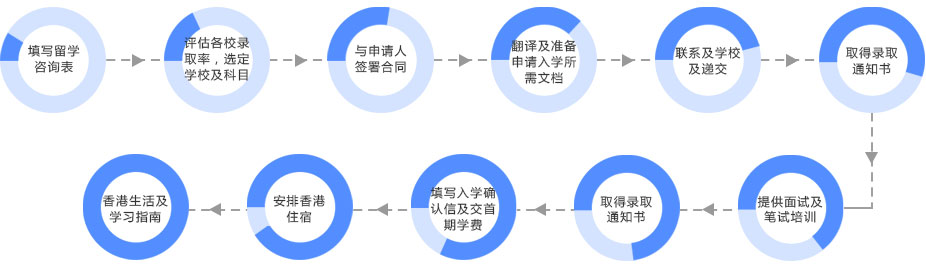 填写留学
咨询表
评估各校录
取率，选定
学校及科目
与申请人
签署合同
翻译及准备
申请入学所
需文档
联系及学校
及递交
取得录取
通知书
提供面试及
笔试培训
取得录取
通知书
填写入学确
认信及交首
期学费
安排香港
住宿
香港生活及
学习指南